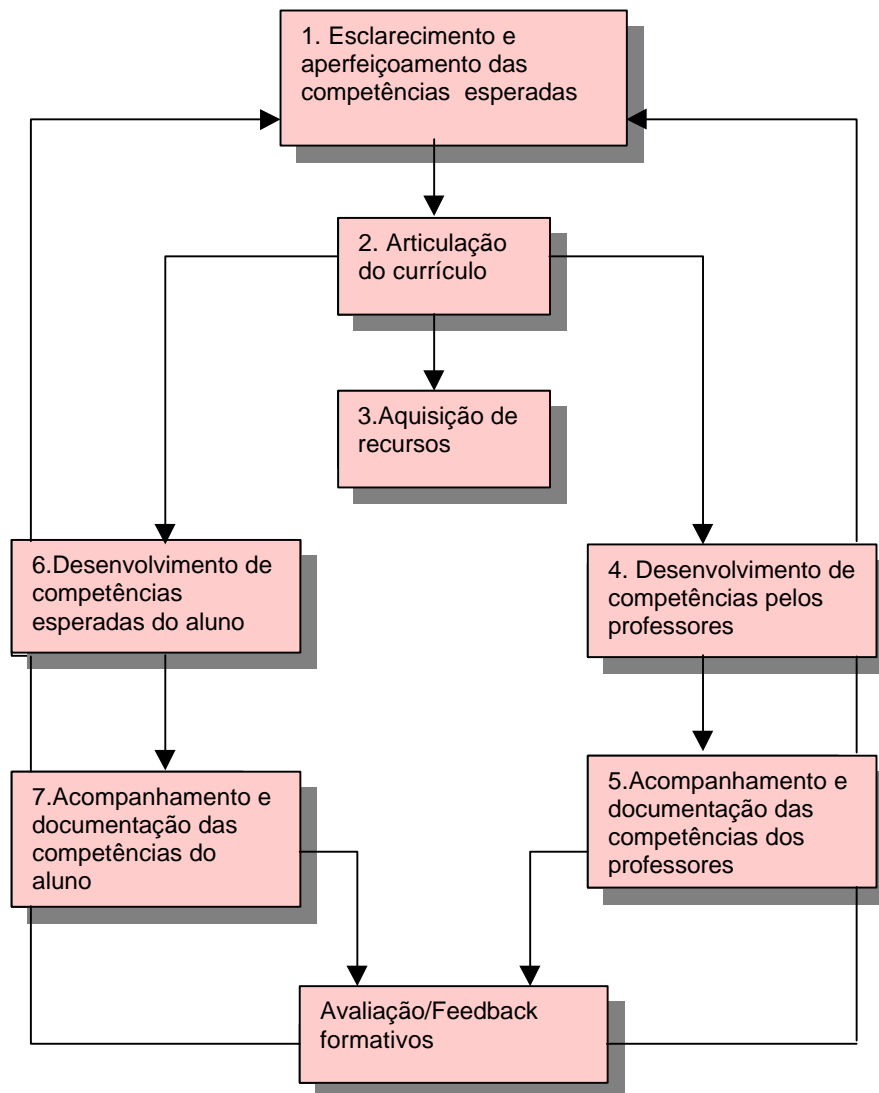 1. Esclarecimento e
aperfeiçoamento das
competências esperadas
2. Articulação
do currículo
3.Aquisição de
recursos
6.Desenvolvimento de
competências
esperadas do aluno
4. Desenvolvimento de
competências pelos
professores
7.Acompanhamento e
documentação das
competências do
aluno
5.Acompanhamento e
documentação das
competências dos
professores
Avaliação/Feedback
formativos